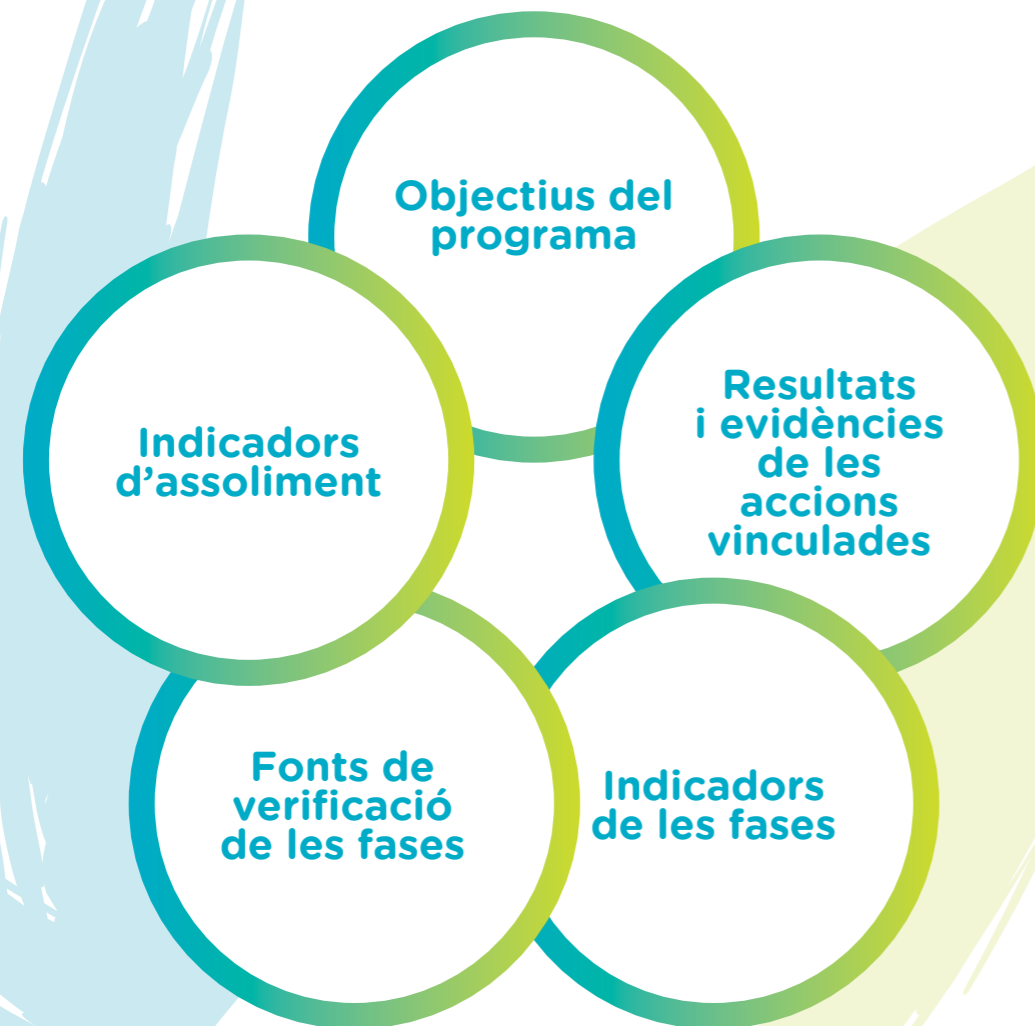 Objectius del
programa
Resultats
i evidències
de les
accions
vinculades
Indicadors
d’assoliment
Fonts de
verificació
de les fases
Indicadors
de les fases